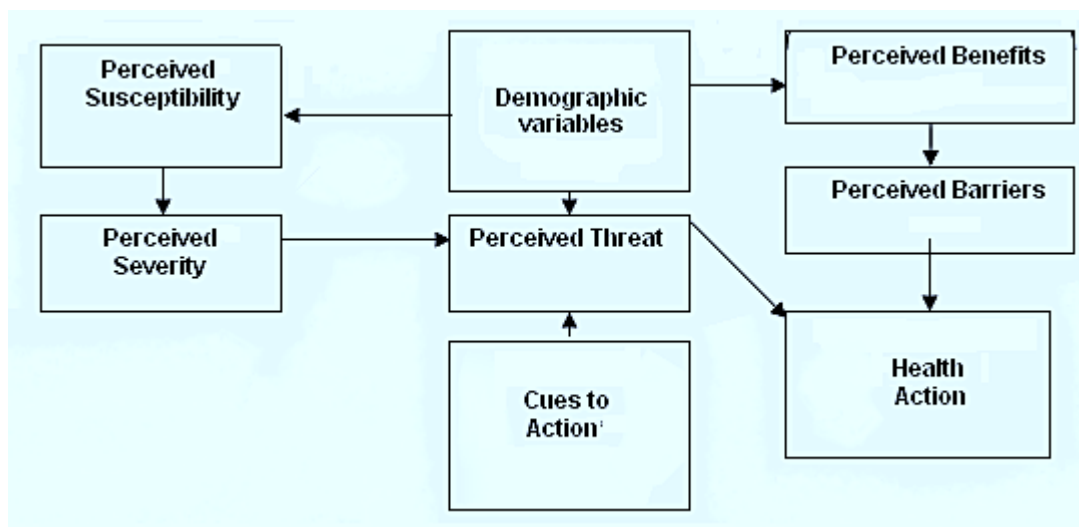 Perceived
Susceptibility
Demographic
variables
Perceived Benefits
Perceived Barriers
Perceived
Severity
Perceived Threat
Cues to
Action
Health
Action